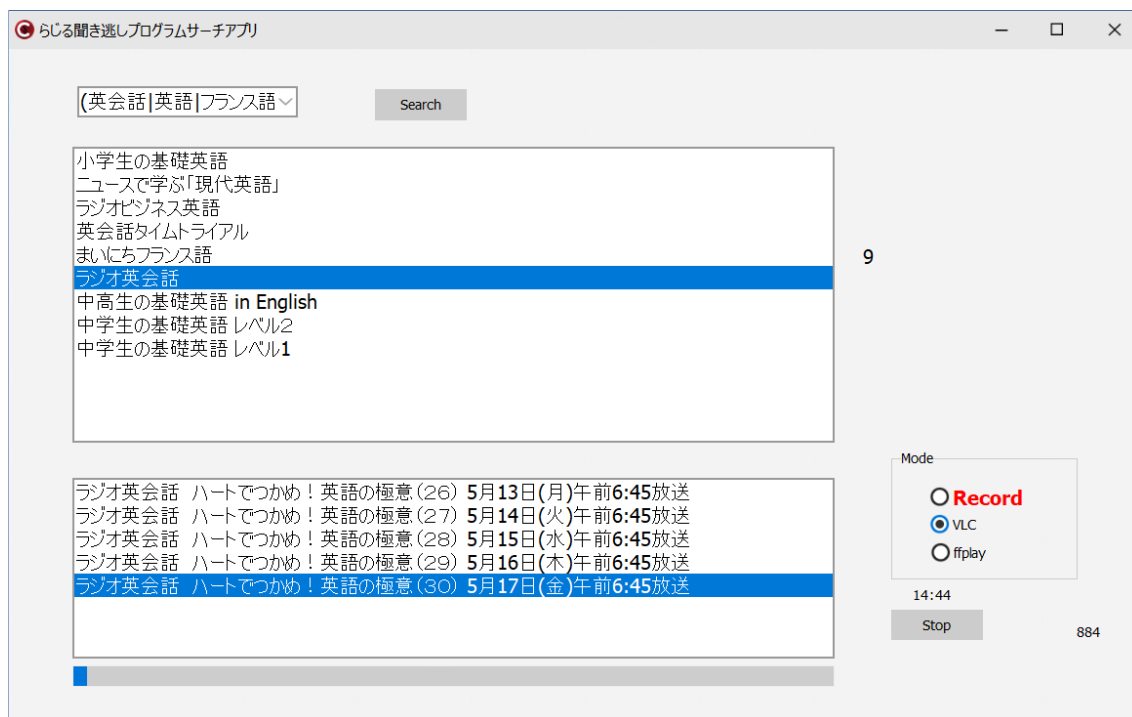 らじる聞き逃しプログラムサーチアプリ
(英会話|英語|フランス語
Search
小学生の基礎英語
ニュースで学ぶ「現代英語」
ラジオビジネス英語
英会話タイムトライアル
まいにちフランス語
9
ラジオ英会話
中高生の基礎英語 in English
中学生の基礎英語 レベル2
中学生の基礎英語 レベル1
ラジオ英会話 ハートでつかめ!英語の極意(26) 5月13日(月)午前6:45放送
ラジオ英会話 ハートでつかめ!英語の極意(27) 5月14日(火)午前6:45放送
ラジオ英会話 ハートでつかめ!英語の極意(28) 5月15日(水)午前6:45放送
ラジオ英会話 ハートでつかめ!英語の極意(29) 5月16日(木)午前6:45放送
ラジオ英会話 ハートでつかめ!英語の極意(30) 5月17日(金)午前6:45放送
Mode
Record
VLC
ffplay
14:44
Stop
884